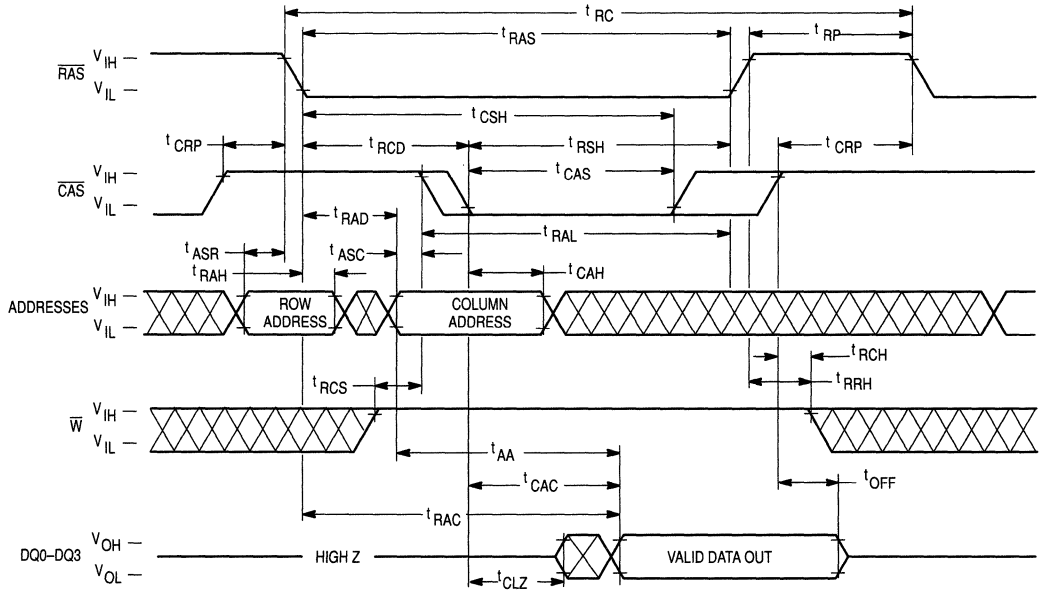 t RC
t RAS
t RP
RAS
V IH
V IL
t CSH
t CRP
t RCD
t RSH
t CRP
CAS
V IH
V IL
t CAS
t RAD
t RAL
t ASR
t ASC
t RAH
t CAH
ADDRESSES
V IH
V IL
ROW ADDRESS
COLUMN ADDRESS
t RCH
t RRH
t RCS
W
V IH
V IL
t AA
t CAC
t OFF
t RAC
DQ0–DQ3
V OH
V OL
HIGH Z
VALID DATA OUT
t CLZ